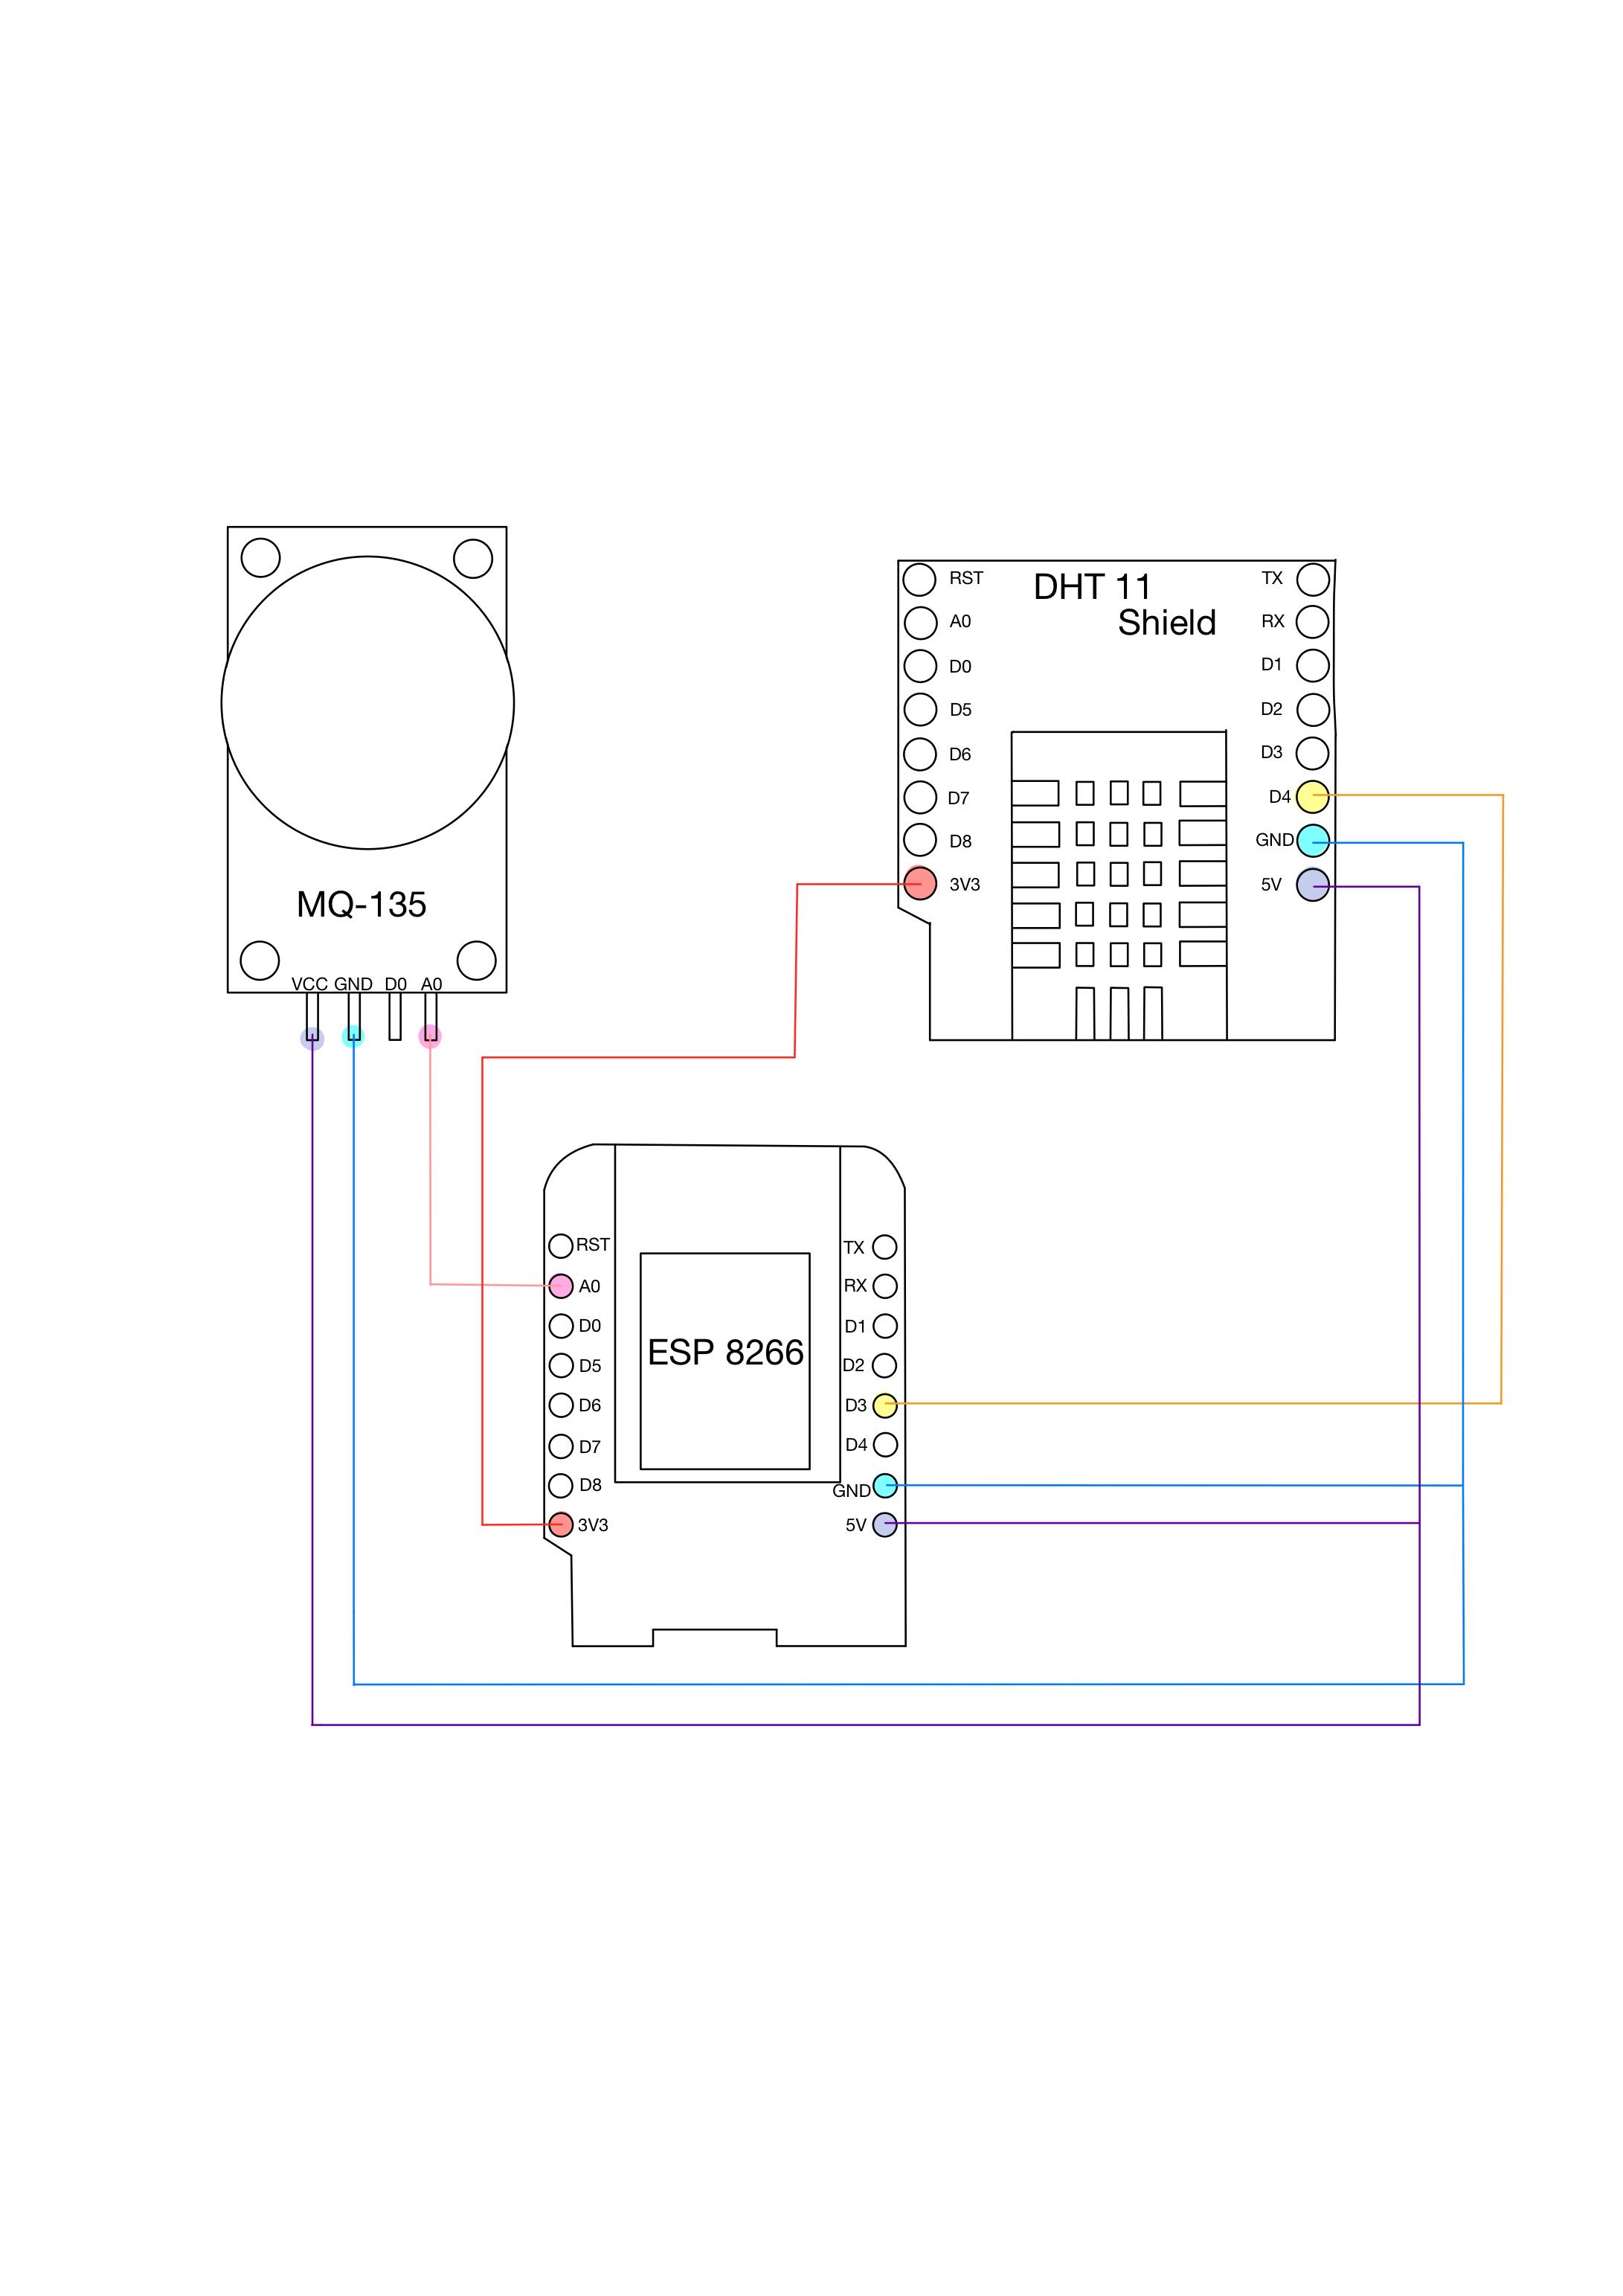 MQ-135
VCC GND D0 A0
DHT 11
Shield
RST
A0
D0
D5
D6
D7
D8
3V3
TX
RX
D1
D2
D3
D4
GND
5V
ESP 8266
RST
A0
D0
D5
D6
D7
D8
3V3
TX
RX
D1
D2
D3
D4
GND
5V